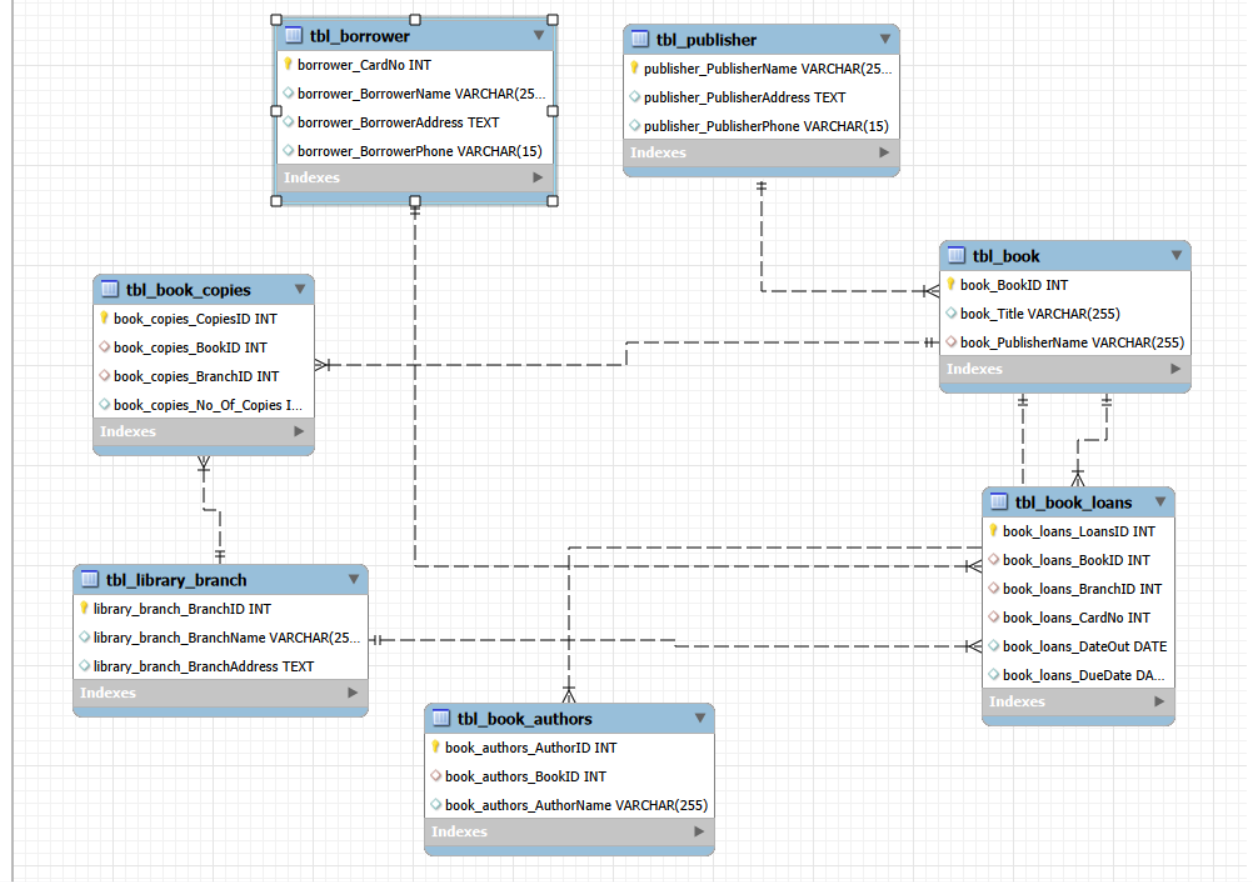 tbl_borrower
borrower_CardNo INT
borrower_BorrowerName VARCHAR(25...
borrower_BorrowerAddress TEXT
borrower_BorrowerPhone VARCHAR(15)
Indexes
tbl_publisher
publisher_PublisherName VARCHAR(25...
publisher_PublisherAddress TEXT
publisher_PublisherPhone VARCHAR(15)
Indexes
tbl_book
book_BookID INT
book_Title VARCHAR(255)
book_PublisherName VARCHAR(255)
Indexes
tbl_book_copies
book_copies_CopiesID INT
book_copies_BookID INT
book_copies_BranchID INT
book_copies_No_Of_Copies I...
Indexes
tbl_book_loans
book_loans_LoansID INT
book_loans_BookID INT
book_loans_BranchID INT
book_loans_CardNo INT
book_loans_DateOut DATE
book_loans_DueDate DA...
Indexes
tbl_library_branch
library_branch_BranchID INT
library_branch_BranchName VARCHAR(25...
library_branch_BranchAddress TEXT
Indexes
tbl_book_authors
book_authors_AuthorID INT
book_authors_BookID INT
book_authors_AuthorName VARCHAR(255)
Indexes